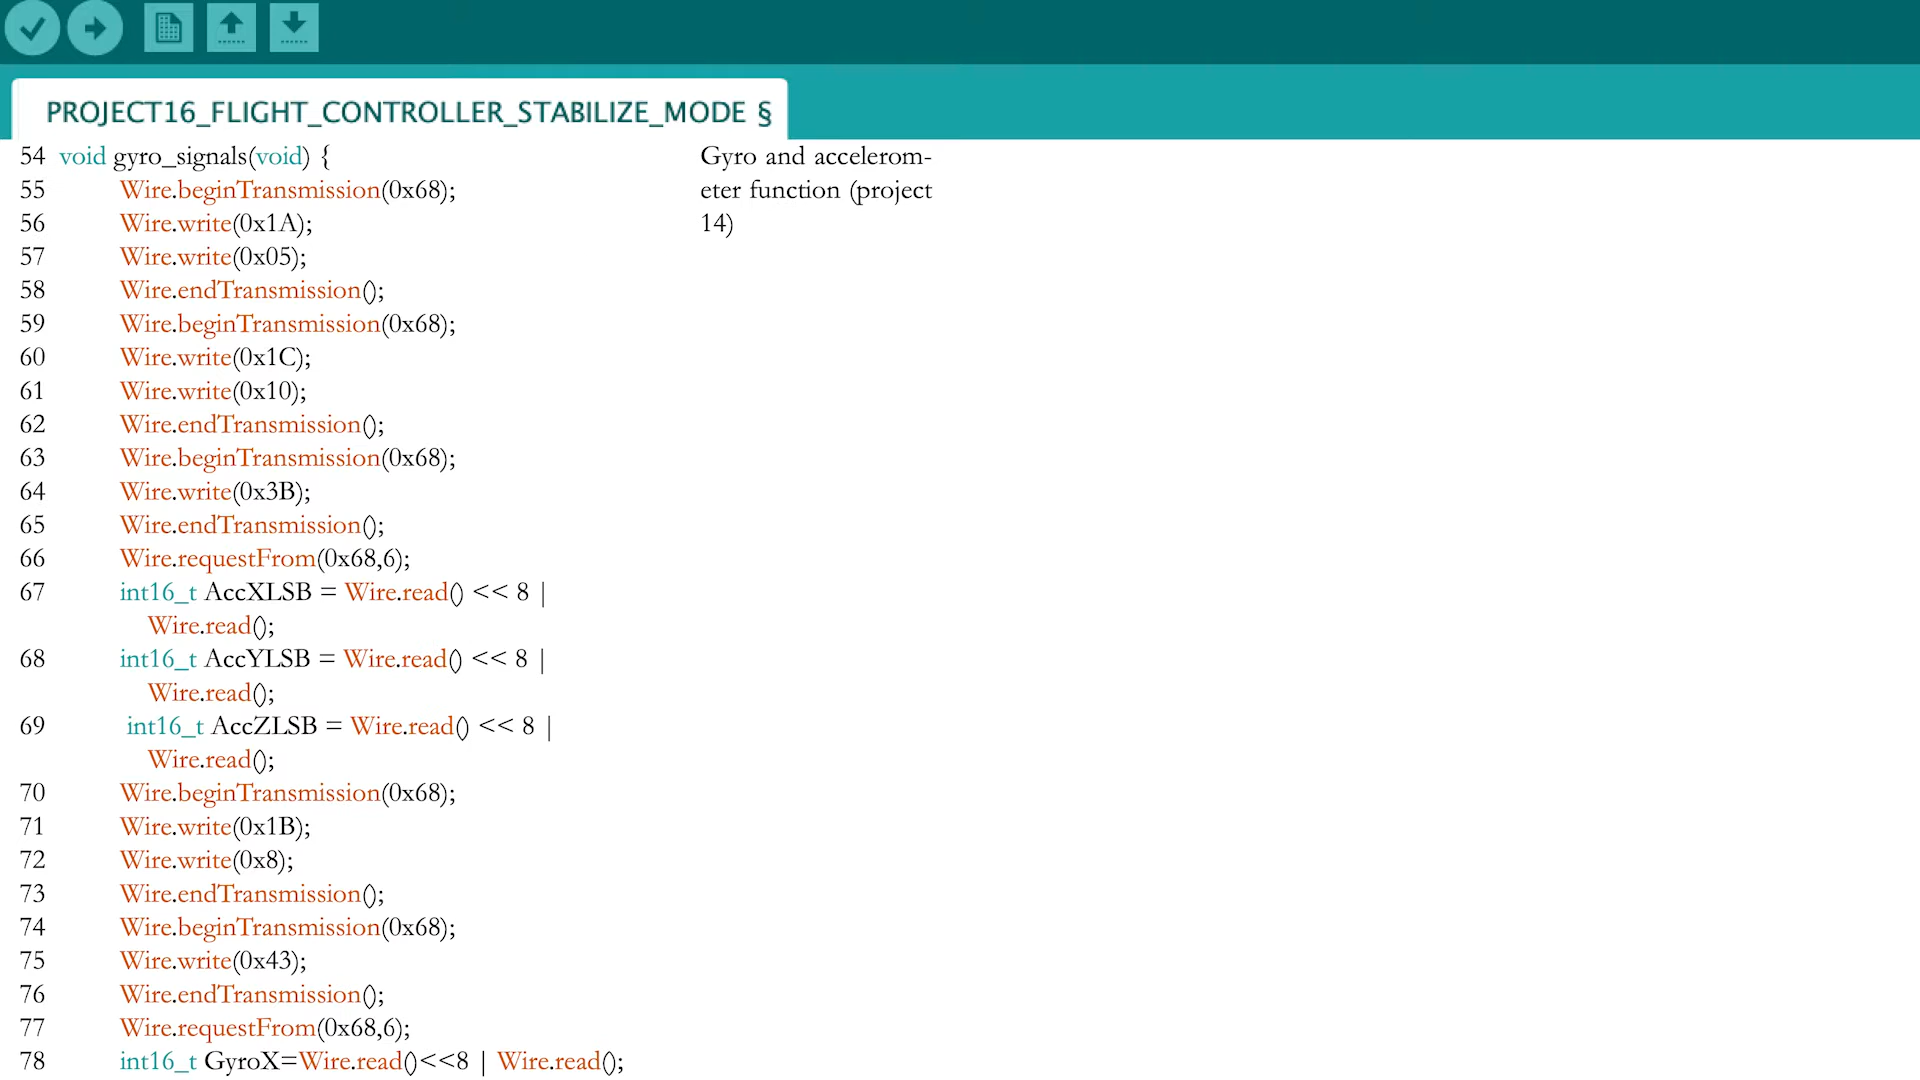 PROJECT16_FLIGHT_CONTROLLER_STABILIZE_MODE §
54 void gyro_signals(void) {
55 Wire.beginTransmission(0x68);
56 Wire.write(0x1A);
57 Wire.write(0x05);
58 Wire.endTransmission();
59 Wire.beginTransmission(0x68);
60 Wire.write(0x1C);
61 Wire.write(0x10);
62 Wire.endTransmission();
63 Wire.beginTransmission(0x68);
64 Wire.write(0x3B);
65 Wire.endTransmission();
66 Wire.requestFrom(0x68,6);
67 int16_t AccXLSB = Wire.read() << 8 |
Wire.read();
68 int16_t AccYLSB = Wire.read() << 8 |
Wire.read();
69 int16_t AccZLSB = Wire.read() << 8 |
Wire.read();
70 Wire.beginTransmission(0x68);
71 Wire.write(0x1B);
72 Wire.write(0x8);
73 Wire.endTransmission();
74 Wire.beginTransmission(0x68);
75 Wire.write(0x43);
76 Wire.endTransmission();
77 Wire.requestFrom(0x68,6);
78 int16_t GyroX=Wire.read()<<8 | Wire.read();
Gyro and accelerom-
eter function (project
14)